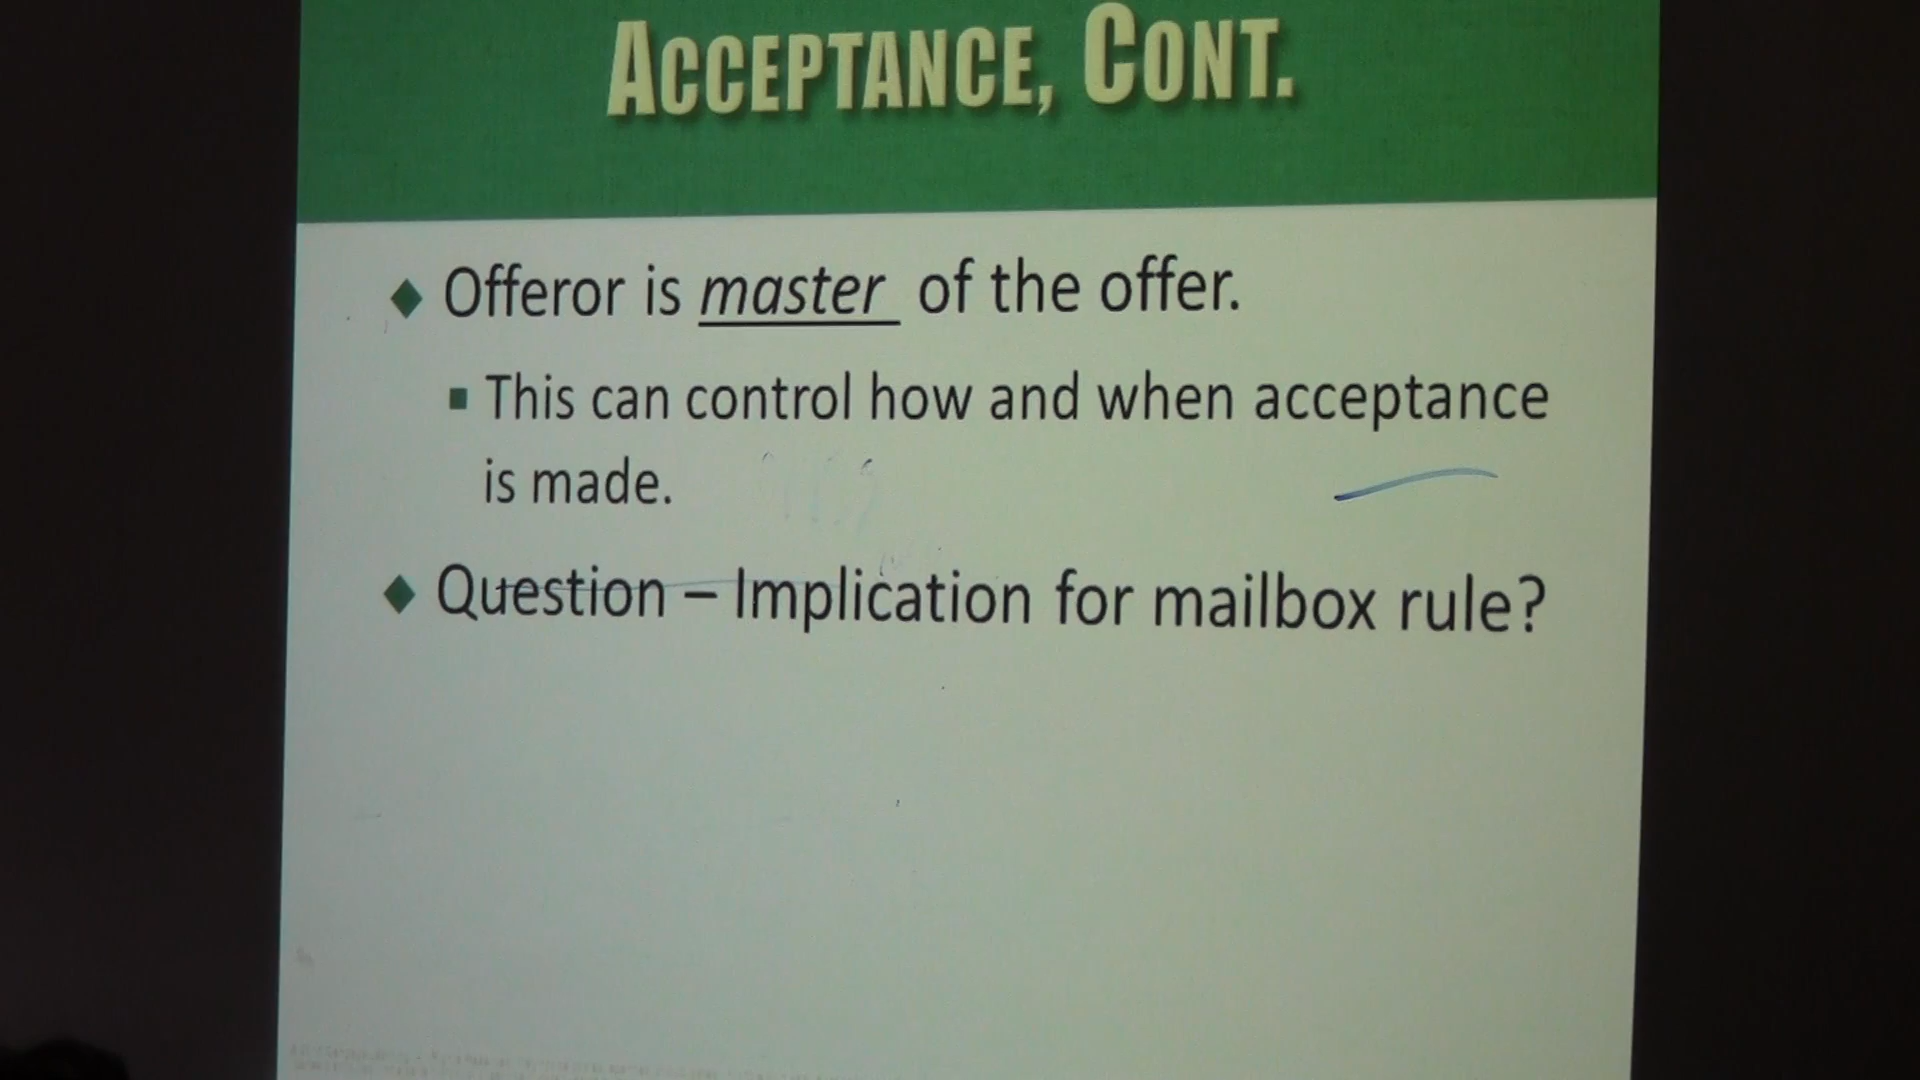 ACCEPTANCE, CONT.
Offeror is master of the offer.
This can control how and when acceptance
is made.
Question – Implication for mailbox rule?